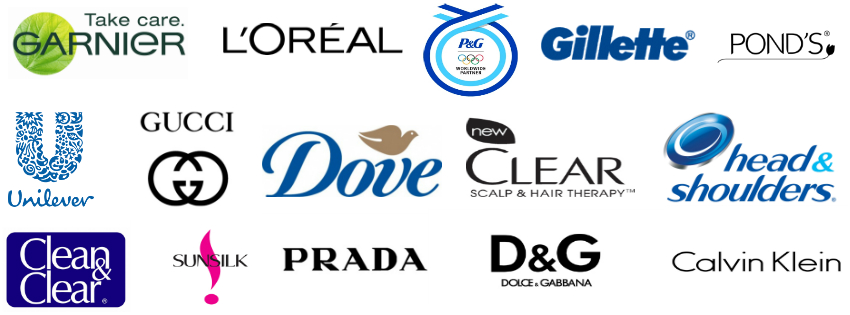 Take care.
GARNIER
L'ORÉAL
P&G
WORLDWIDE
PARTNER
Gillette®
POND'S®
Unilever
GUCCI
Dove
new
CLEAR
SCALP & HAIR THERAPY™
head&
shoulders®
Clean
&
Clear®
SUNSILK
PRADA
D&G
DOLCE & GABBANA
Calvin Klein